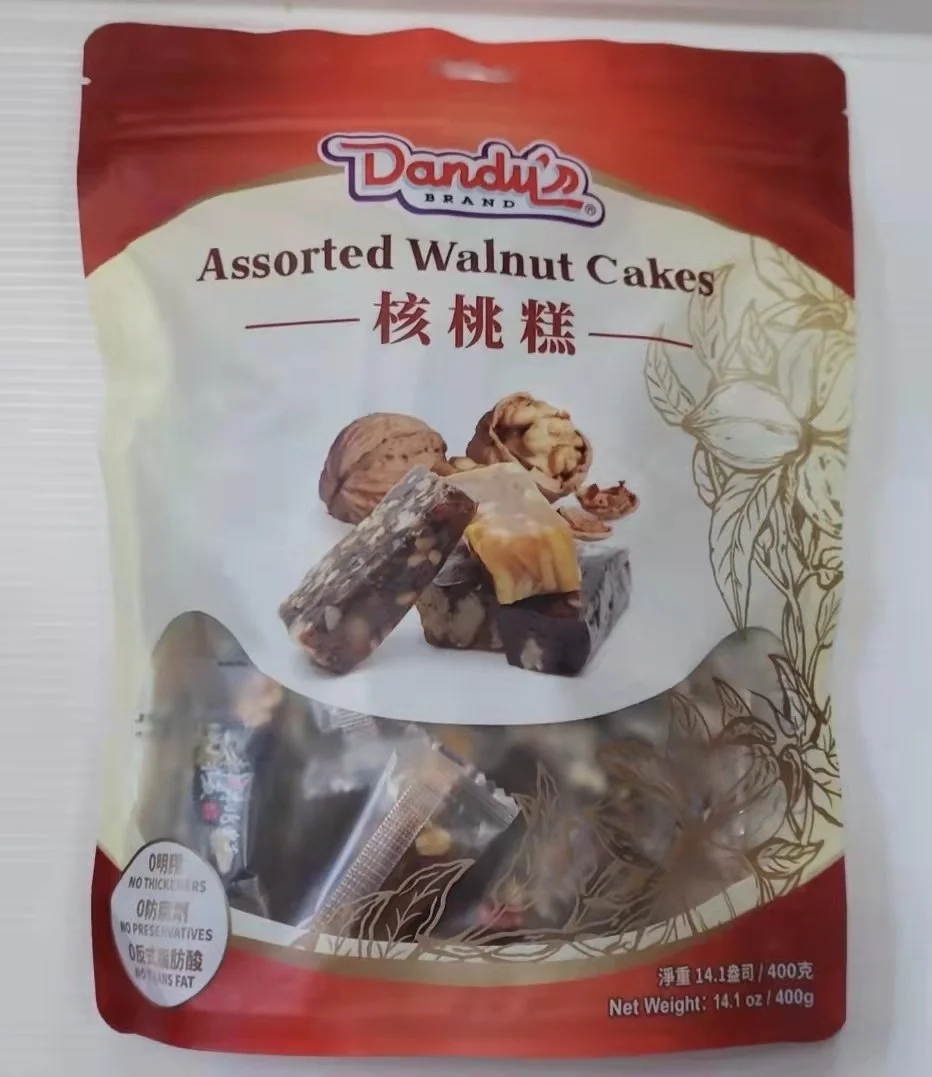 Dandy's
BRAND
®
Assorted Walnut Cakes
核桃糕
0明膠
NO THICKENERS
0防腐劑
NO PRESERVATIVES
0反式脂肪酸
NO TRANS FAT
淨重 14.1盎司 / 400克
Net Weight: 14.1 oz / 400g